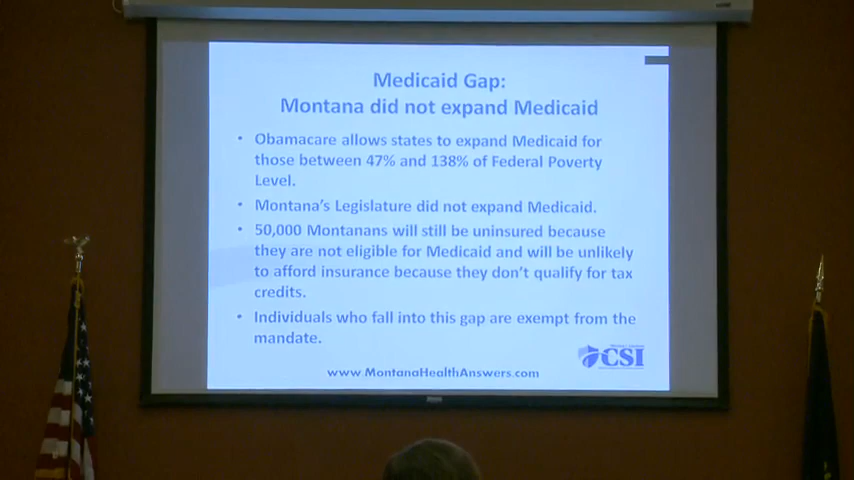 Medicaid Gap:
Montana did not expand Medicaid
• Obamacare allows states to expand Medicaid for
those between 47% and 138% of Federal Poverty
Level.
• Montana's Legislature did not expand Medicaid.
• 50,000 Montanans will still be uninsured because
they are not eligible for Medicaid and will be unlikely
to afford insurance because they don't qualify for tax
credits.
• Individuals who fall into this gap are exempt from the
mandate.
CSI
www.MontanaHealthAnswers.com